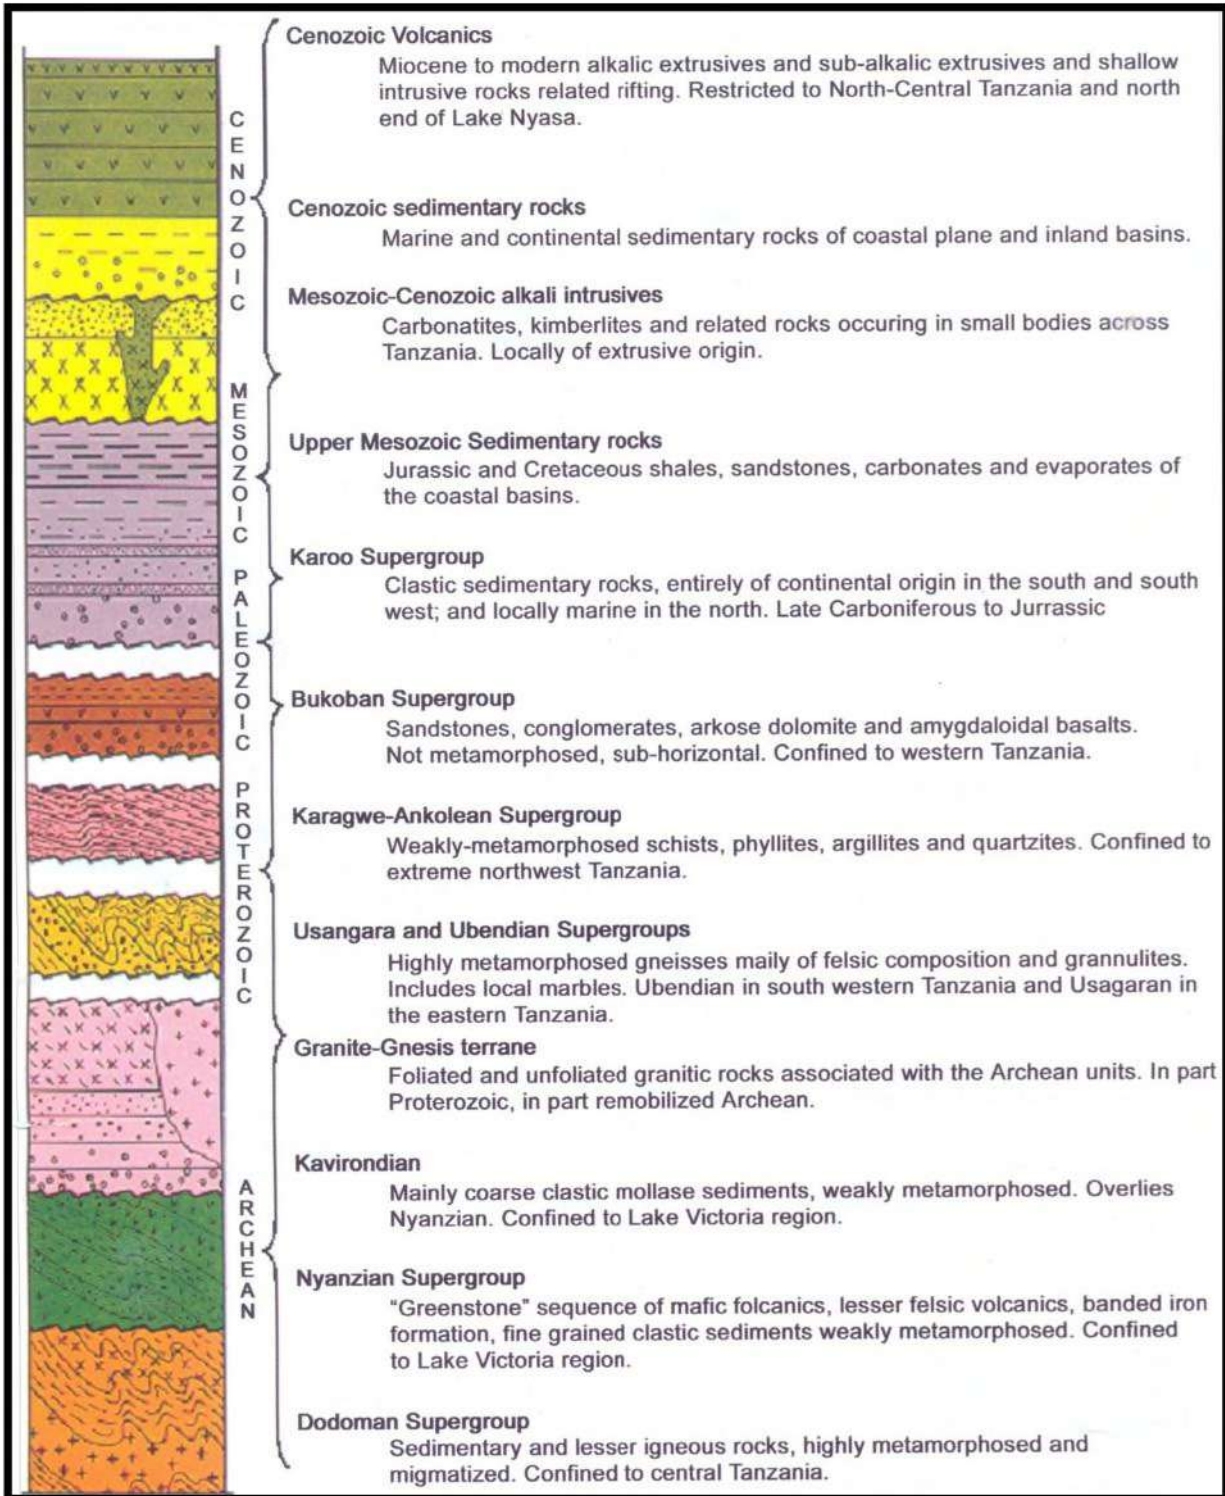 Cenozoic Volcanics
Miocene to modern alkalic extrusives and sub-alkalic extrusives and shallow
intrusive rocks related rifting. Restricted to North-Central Tanzania and north
end of Lake Nyasa.
CENOZOIC
Cenozoic sedimentary rocks
Marine and continental sedimentary rocks of coastal plane and inland basins.
Mesozoic-Cenozoic alkali intrusives
Carbonatites, kimberlites and related rocks occuring in small bodies across
Tanzania. Locally of extrusive origin.
MESOZOIC
Upper Mesozoic Sedimentary rocks
Jurassic and Cretaceous shales, sandstones, carbonates and evaporates of
the coastal basins.
Karoo Supergroup
Clastic sedimentary rocks, entirely of continental origin in the south and south
west; and locally marine in the north. Late Carboniferous to Jurrassic
PALEOZOIC
Bukoban Supergroup
Sandstones, conglomerates, arkose dolomite and amygdaloidal basalts.
Not metamorphosed, sub-horizontal. Confined to western Tanzania.
PROTEROZOIC
Karagwe-Ankolean Supergroup
Weakly-metamorphosed schists, phyllites, argillites and quartzites. Confined to
extreme northwest Tanzania.
Usangara and Ubendian Supergroups
Highly metamorphosed gneisses maily of felsic composition and grannulites.
Includes local marbles. Ubendian in south western Tanzania and Usagaran in
the eastern Tanzania.
Granite-Gnesis terrane
Foliated and unfoliated granitic rocks associated with the Archean units. In part
Proterozoic, in part remobilized Archean.
Kavirondian
Mainly coarse clastic mollase sediments, weakly metamorphosed. Overlies
Nyanzian. Confined to Lake Victoria region.
ARCHEAN
Nyanzian Supergroup
"Greenstone" sequence of mafic folcanics, lesser felsic volcanics, banded iron
formation, fine grained clastic sediments weakly metamorphosed. Confined
to Lake Victoria region.
Dodoman Supergroup
Sedimentary and lesser igneous rocks, highly metamorphosed and
migmatized. Confined to central Tanzania.